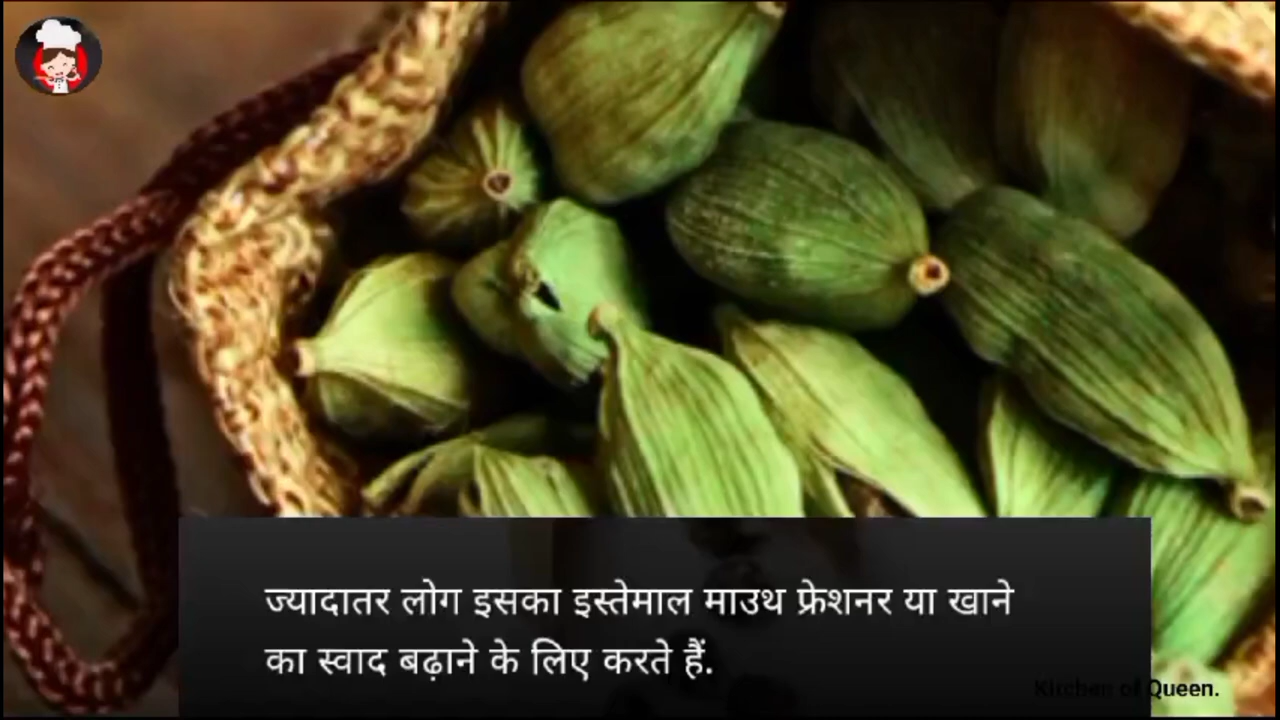 ज्यादातर लोग इसका इस्तेमाल माउथ फ्रेशनर या खाने
का स्वाद बढ़ाने के लिए करते हैं.
Kitchen of Queen.